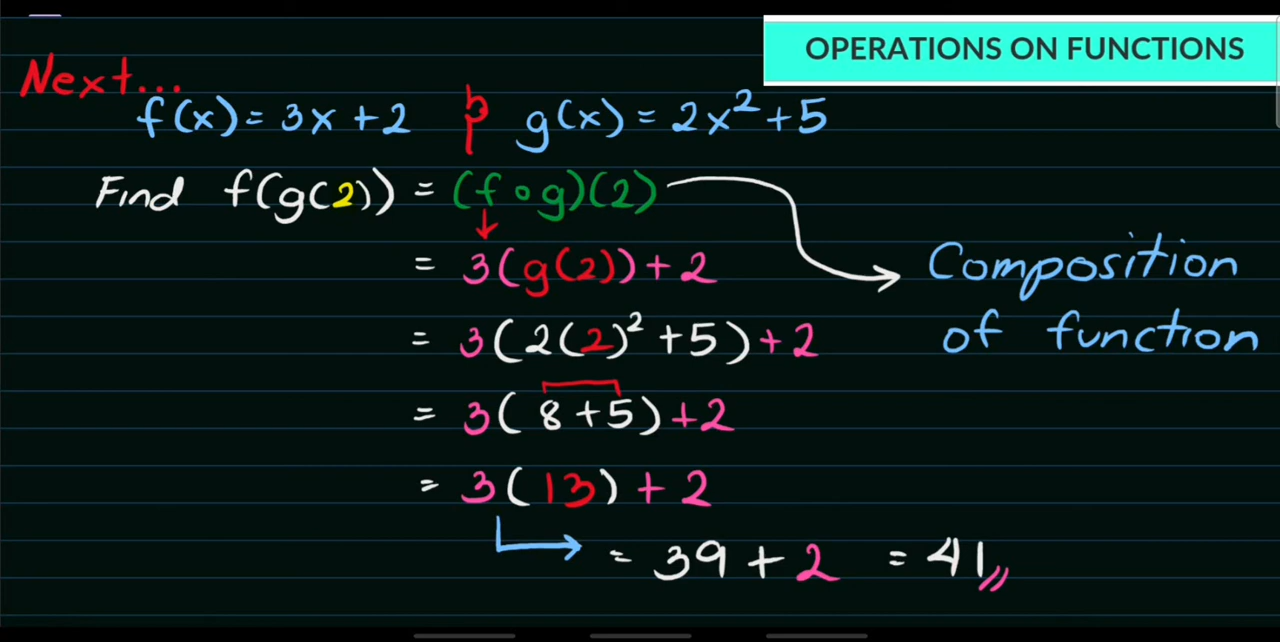 OPERATIONS ON FUNCTIONS
Next...
f(x) = 3x + 2 g(x) = 2x² + 5
Find f(g(2)) = (f ∘ g)(2)
= 3(g(2)) + 2
Composition
of function
= 3(2(2)² + 5) + 2
= 3(8 + 5) + 2
= 3(13) + 2
= 39 + 2 = 41